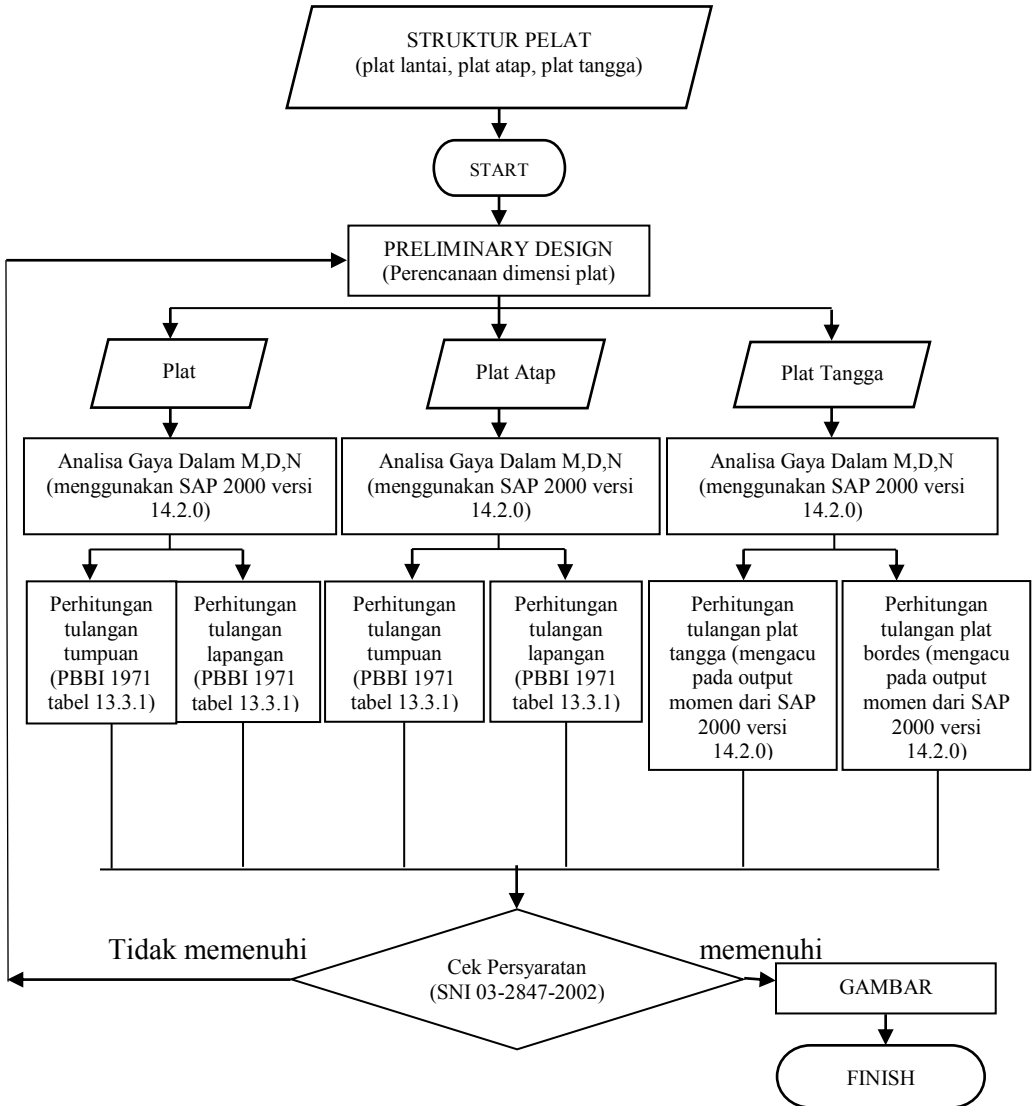 STRUKTUR PELAT
(plat lantai, plat atap, plat tangga)
START
PRELIMINARY DESIGN
(Perencanaan dimensi plat)
Plat
Plat Atap
Plat Tangga
Analisa Gaya Dalam M,D,N
(menggunakan SAP 2000 versi
14.2.0)
Analisa Gaya Dalam M,D,N
(menggunakan SAP 2000 versi
14.2.0)
Analisa Gaya Dalam M,D,N
(menggunakan SAP 2000 versi
14.2.0)
Perhitungan
tulangan
tumpuan
(PBBI 1971
tabel 13.3.1)
Perhitungan
tulangan
lapangan
(PBBI 1971
tabel 13.3.1)
Perhitungan
tulangan
tumpuan
(PBBI 1971
tabel 13.3.1)
Perhitungan
tulangan
lapangan
(PBBI 1971
tabel 13.3.1)
Perhitungan
tulangan plat
tangga (mengacu
pada output
momen dari SAP
2000 versi
14.2.0)
Perhitungan
tulangan plat
bordes (mengacu
pada output
momen dari SAP
2000 versi
14.2.0)
Tidak memenuhi
memenuhi
Cek Persyaratan
(SNI 03-2847-2002)
GAMBAR
FINISH